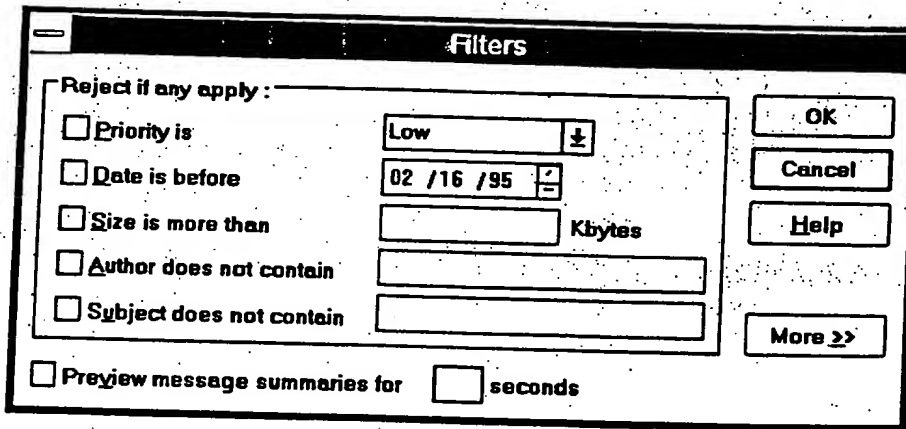 Filters
Reject if any apply :
Priority is Low
Date is before 02 /16 /95
Size is more than Kbytes
Author does not contain
Subject does not contain
Preview message summaries for seconds
OK
Cancel
Help
More >>